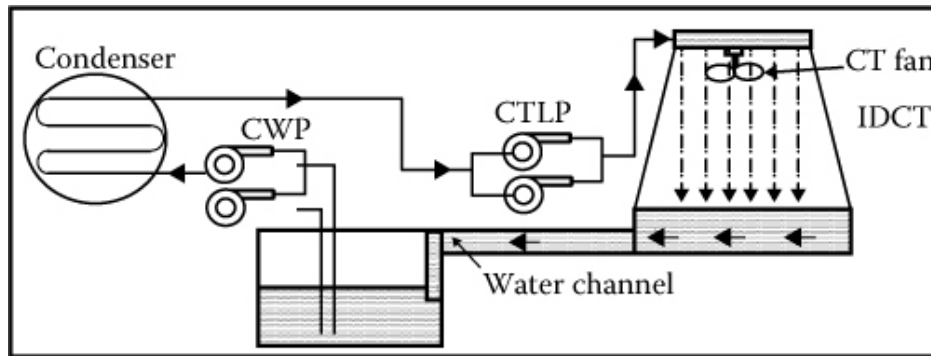 Condenser
CWP
CTLP
CT fan
IDCT
Water channel